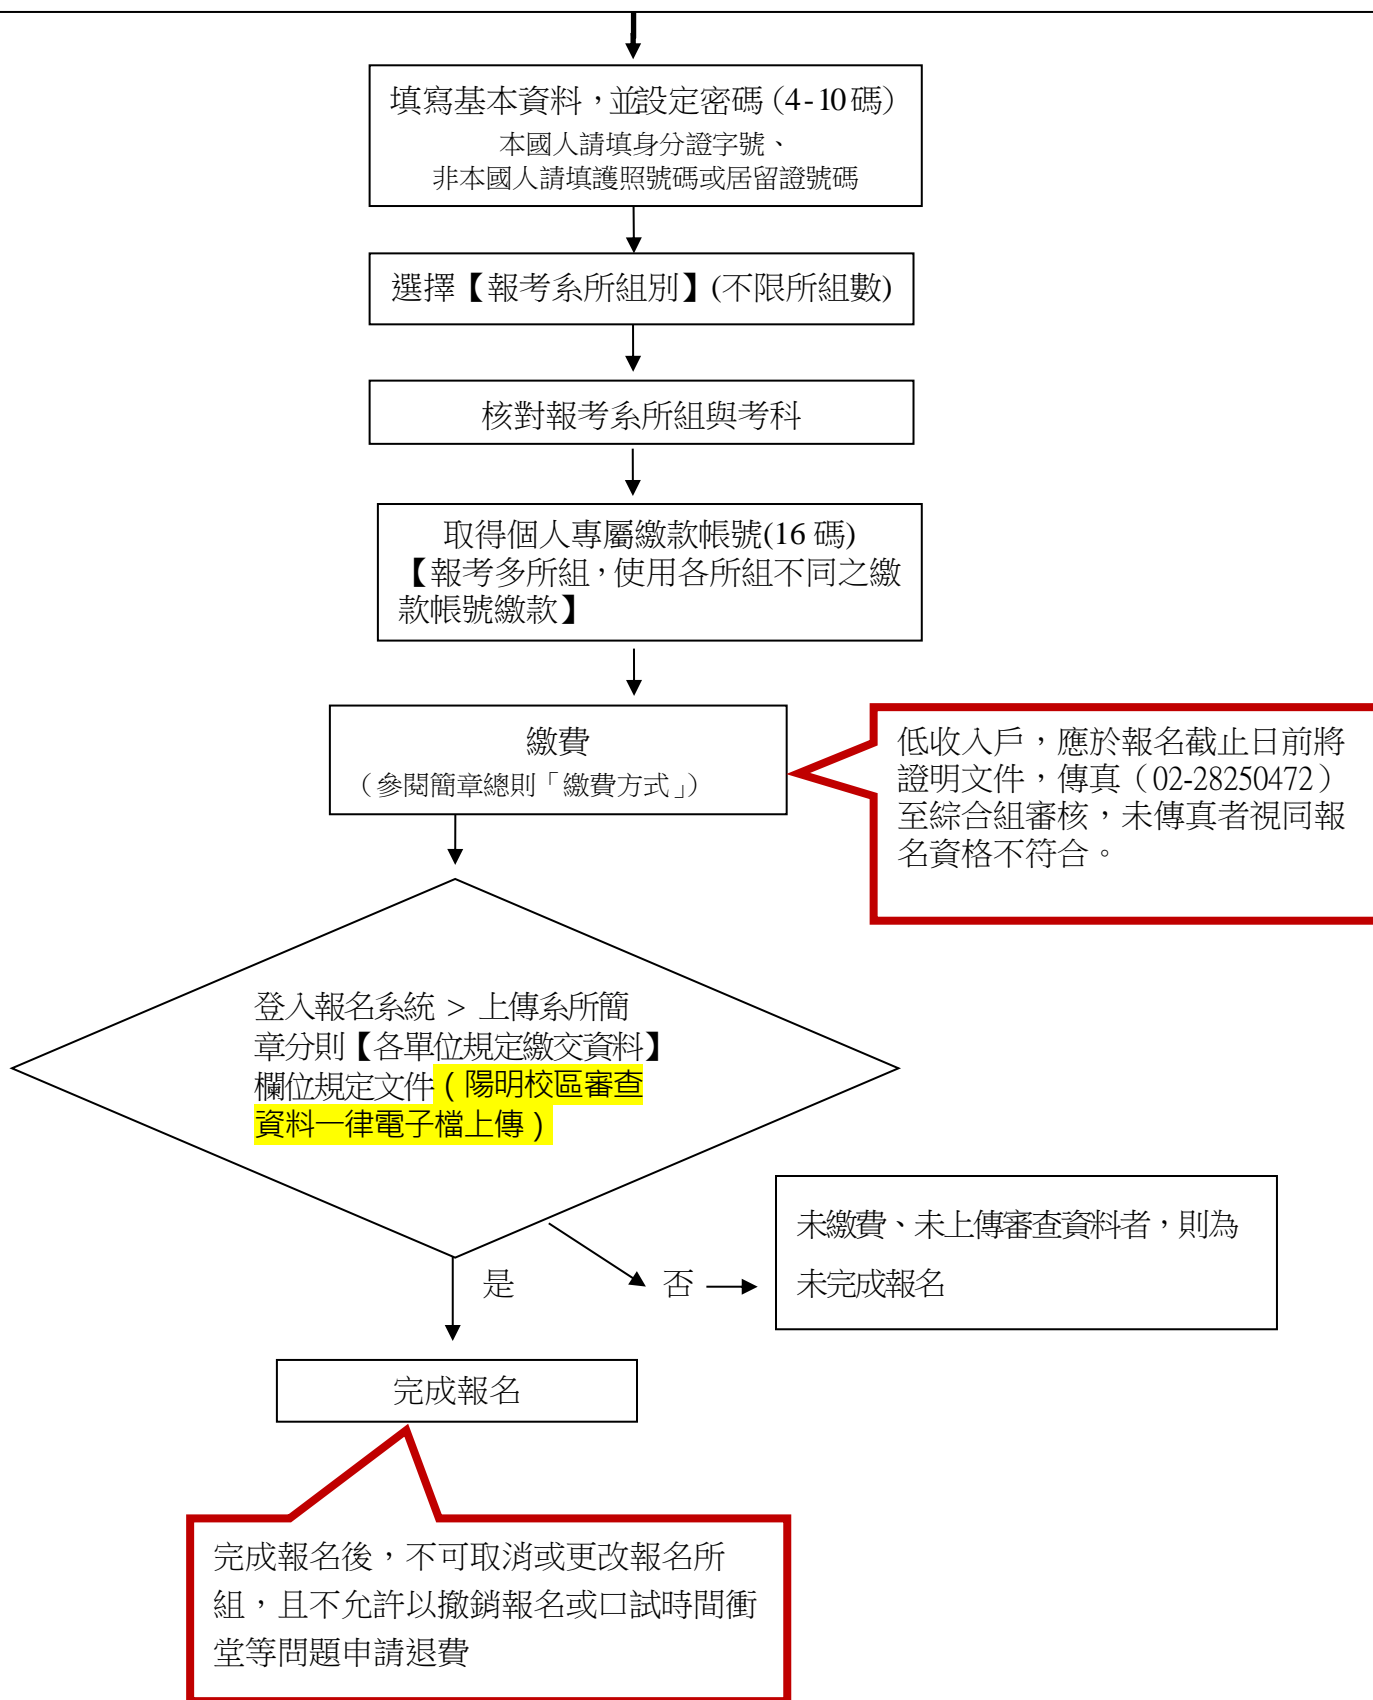 填寫基本資料，並設定密碼（4-10碼）
本國人請填身分證字號、
非本國人請填護照號碼或居留證號碼
選擇【報考系所組別】(不限所組數)
核對報考系所組與考科
取得個人專屬繳款帳號(16 碼)
【報考多所組，使用各所組不同之繳
款帳號繳款】
繳費
（參閱簡章總則「繳費方式」）
低收入戶，應於報名截止日前將
證明文件，傳真（02-28250472）
至綜合組審核，未傳真者視同報
名資格不符合。
登入報名系統 > 上傳系所簡
章分則【各單位規定繳交資料】
欄位規定文件（陽明校區審查
資料一律電子檔上傳）
未繳費、未上傳審查資料者，則為
未完成報名
是
否
完成報名
完成報名後，不可取消或更改報名所
組，且不允許以撤銷報名或口試時間衝
堂等問題申請退費